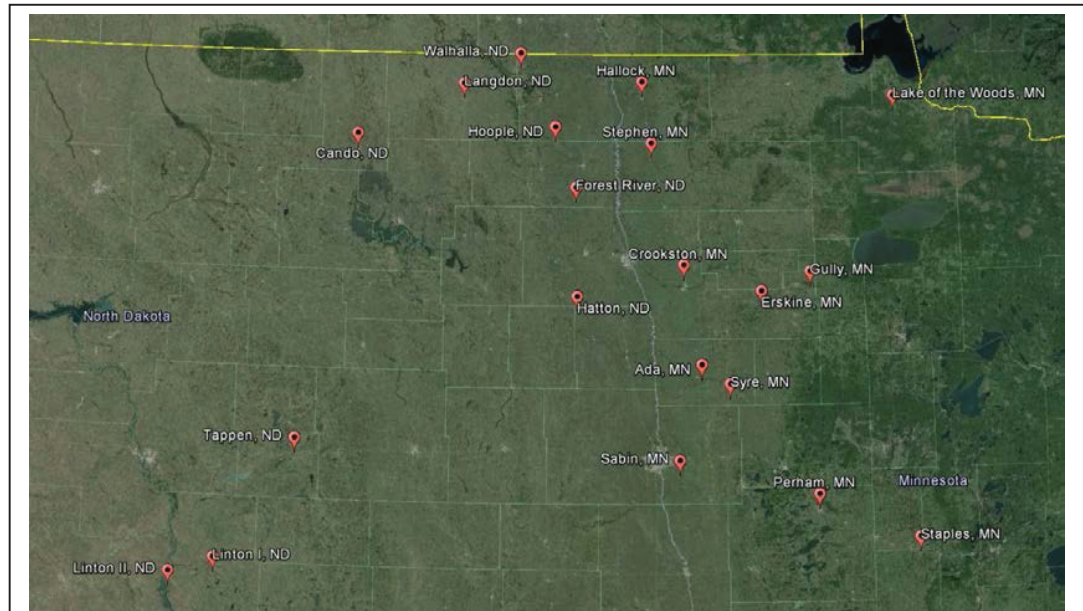 Walhalla, ND
Langdon, ND
Hallock, MN
Lake of the Woods, MN
Hoople, ND
Stephen, MN
Cando, ND
Forest River, ND
Crookston, MN
Gully, MN
Erskine, MN
Hatton, ND
North Dakota
Ada, MN
Syre, MN
Tappen, ND
Sabin, MN
Perham, MN
Minnesota
Staples, MN
Linton I, ND
Linton II, ND